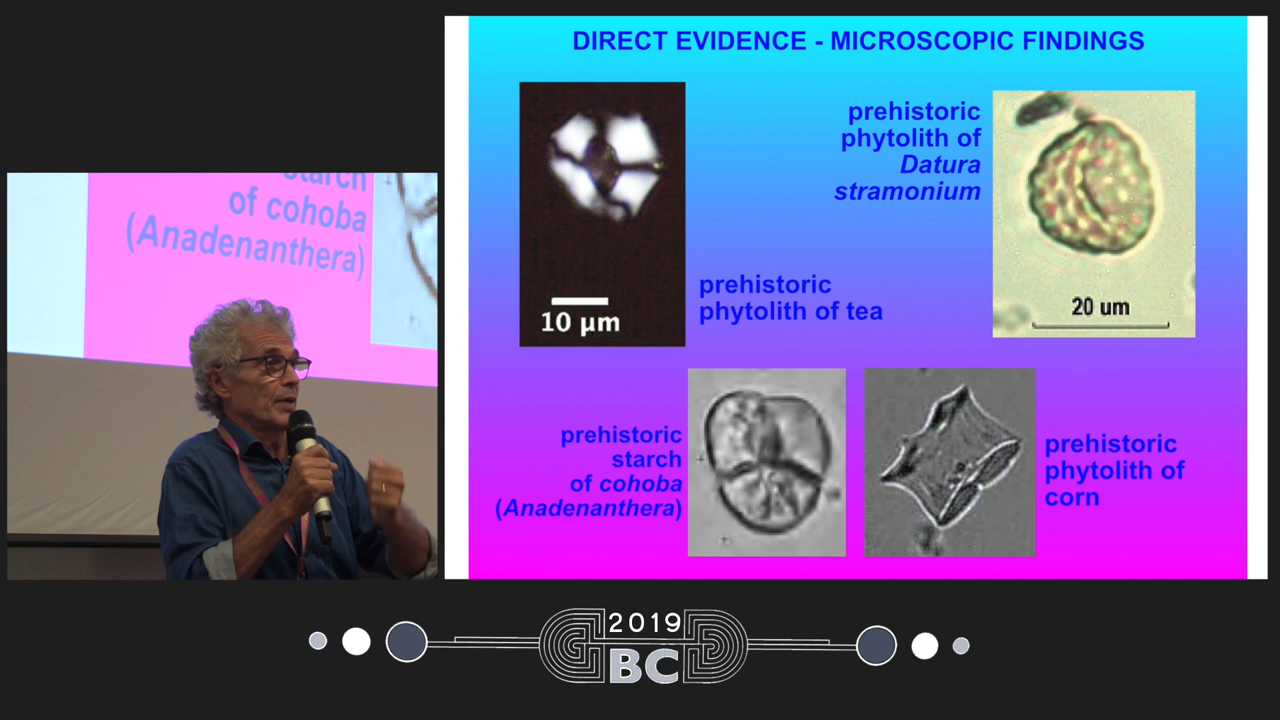 DIRECT EVIDENCE - MICROSCOPIC FINDINGS
10 µm
prehistoric
phytolith of tea
prehistoric
phytolith of
Datura
stramonium
20 um
prehistoric
starch
of cohoba
(Anadenanthera)
prehistoric
phytolith of
corn
starch
of cohoba
(Anadenanthera)
2019
BC